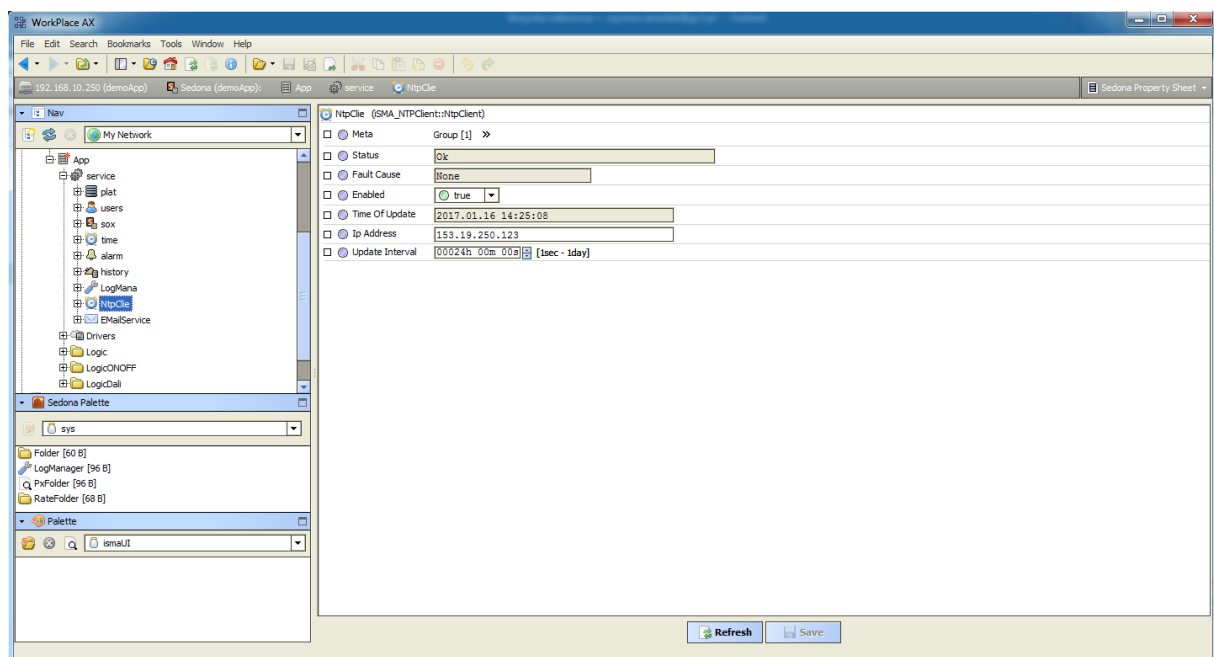 WorkPlace AX
File Edit Search Bookmarks Tools Window Help
192.168.10.250 (demoApp) Sedona (demoApp): App service NtpClie Sedona Property Sheet
Nav
My Network
App
service
plat
users
sox
time
alarm
history
LogMana
NtpClie
EMailService
Drivers
Logic
LogicONOFF
LogicDali
Sedona Palette
sys
Folder [60 B]
LogManager [96 B]
PxFolder [96 B]
RateFolder [68 B]
Palette
ismaUI
NtpClie (iSMA_NTPClient::NtpClient)
Meta Group [1] »
Status Ok
Fault Cause None
Enabled true
Time Of Update 2017.01.16 14:25:08
Ip Address 153.19.250.123
Update Interval 00024h 00m 00s [1sec - 1day]
Refresh Save